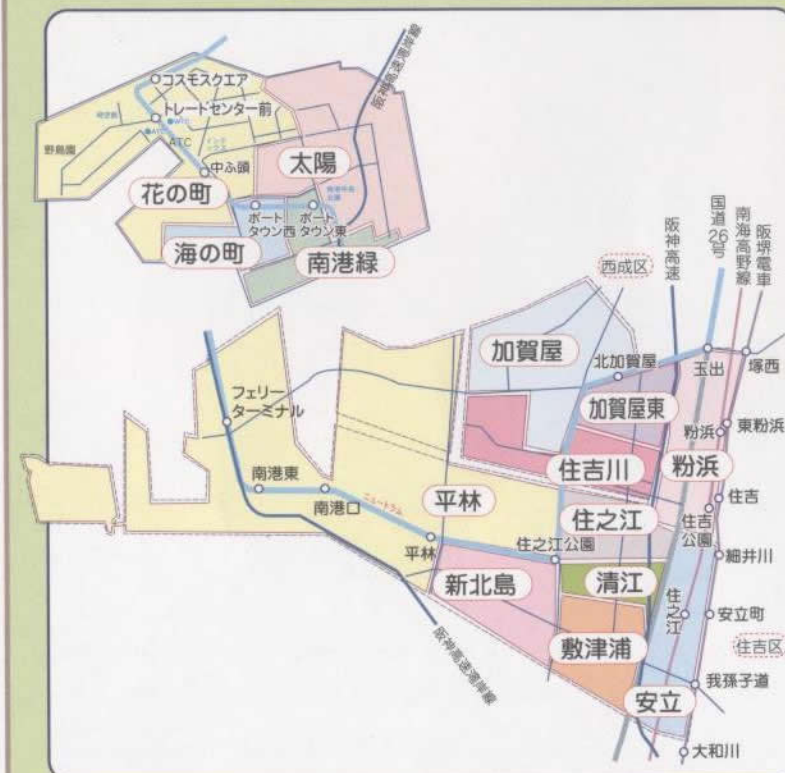 コスモスクエア
トレードセンター前
野鳥園
ATC
中ふ頭
阪神高速湾岸線
太陽
花の町
ポート
タウン西
ポート
タウン東
海の町
南港緑
西成区
阪神高速
国道26号
南海高野線
阪堺電車
加賀屋
北加賀屋
玉出
塚西
フェリー
ターミナル
加賀屋東
粉浜
東粉浜
住吉川
粉浜
南港東
南港口
ニュートラム
平林
住之江
住吉
公園
住吉
平林
住之江公園
細井川
新北島
清江
住之江
安立町
敷津浦
住吉区
阪神高速湾岸線
我孫子道
安立
大和川